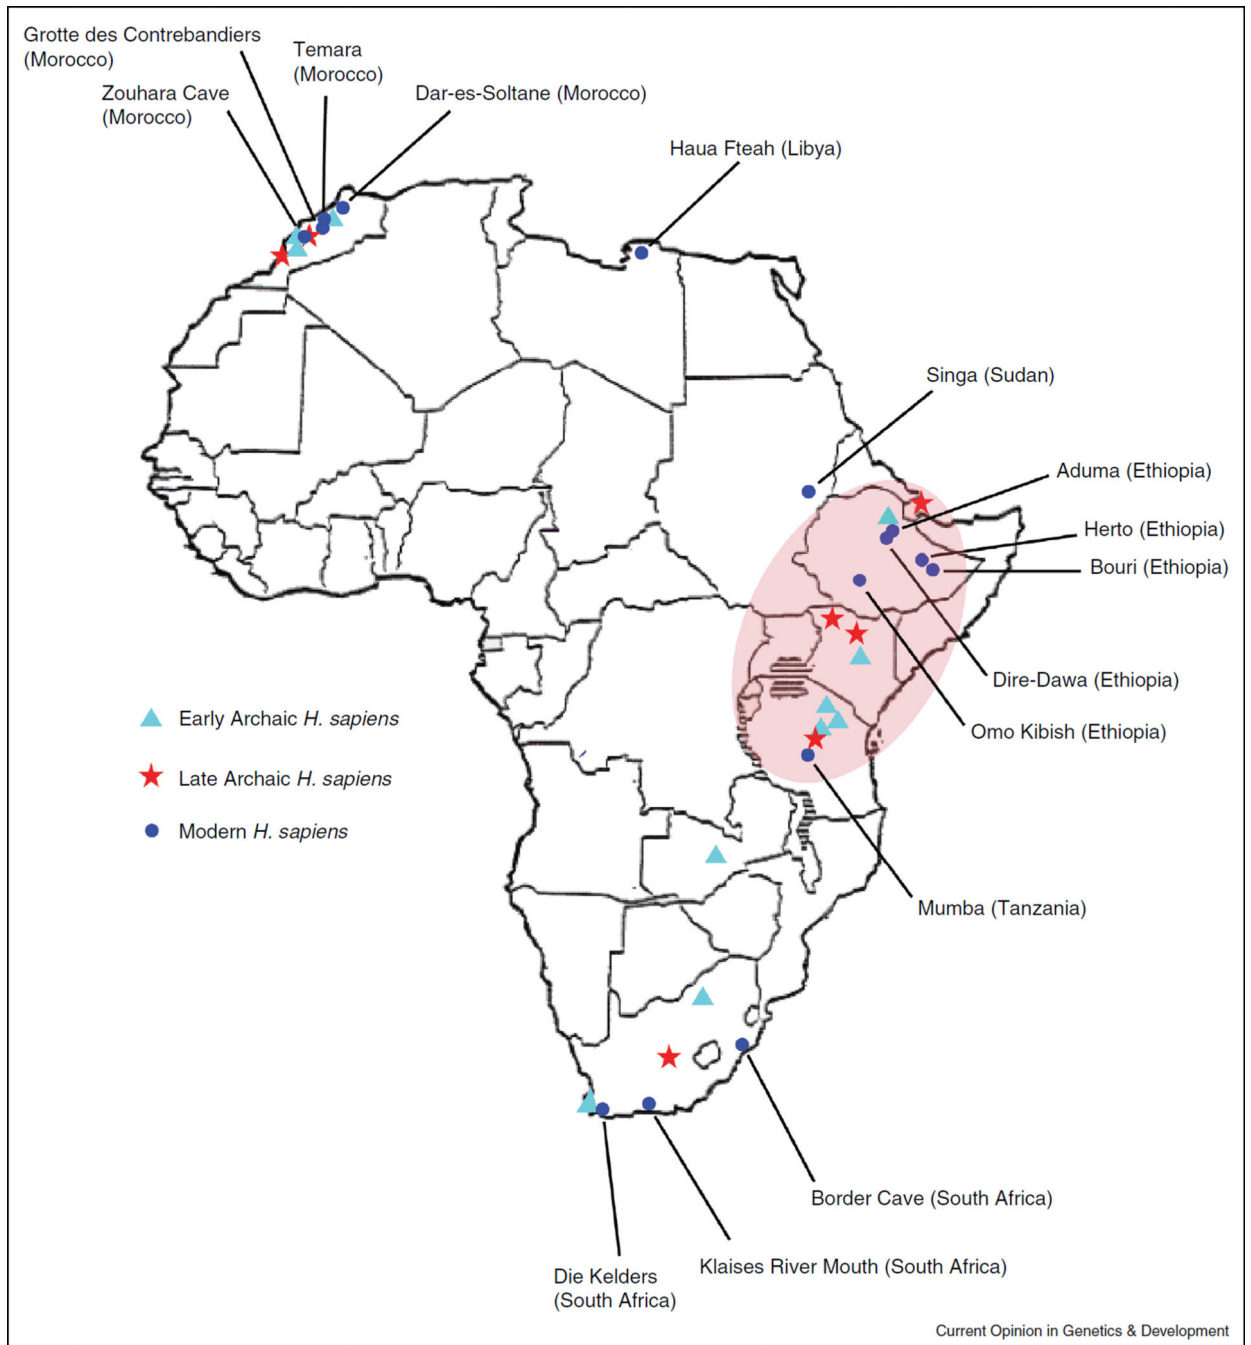 Grotte des Contrebandiers
(Morocco)
Temara
(Morocco)
Zouhara Cave
(Morocco)
Dar-es-Soltane (Morocco)
Haua Fteah (Libya)
Singa (Sudan)
Aduma (Ethiopia)
Herto (Ethiopia)
Bouri (Ethiopia)
Dire-Dawa (Ethiopia)
Omo Kibish (Ethiopia)
Early Archaic H. sapiens
Late Archaic H. sapiens
Modern H. sapiens
Mumba (Tanzania)
Border Cave (South Africa)
Klaises River Mouth (South Africa)
Die Kelders
(South Africa)
Current Opinion in Genetics & Development